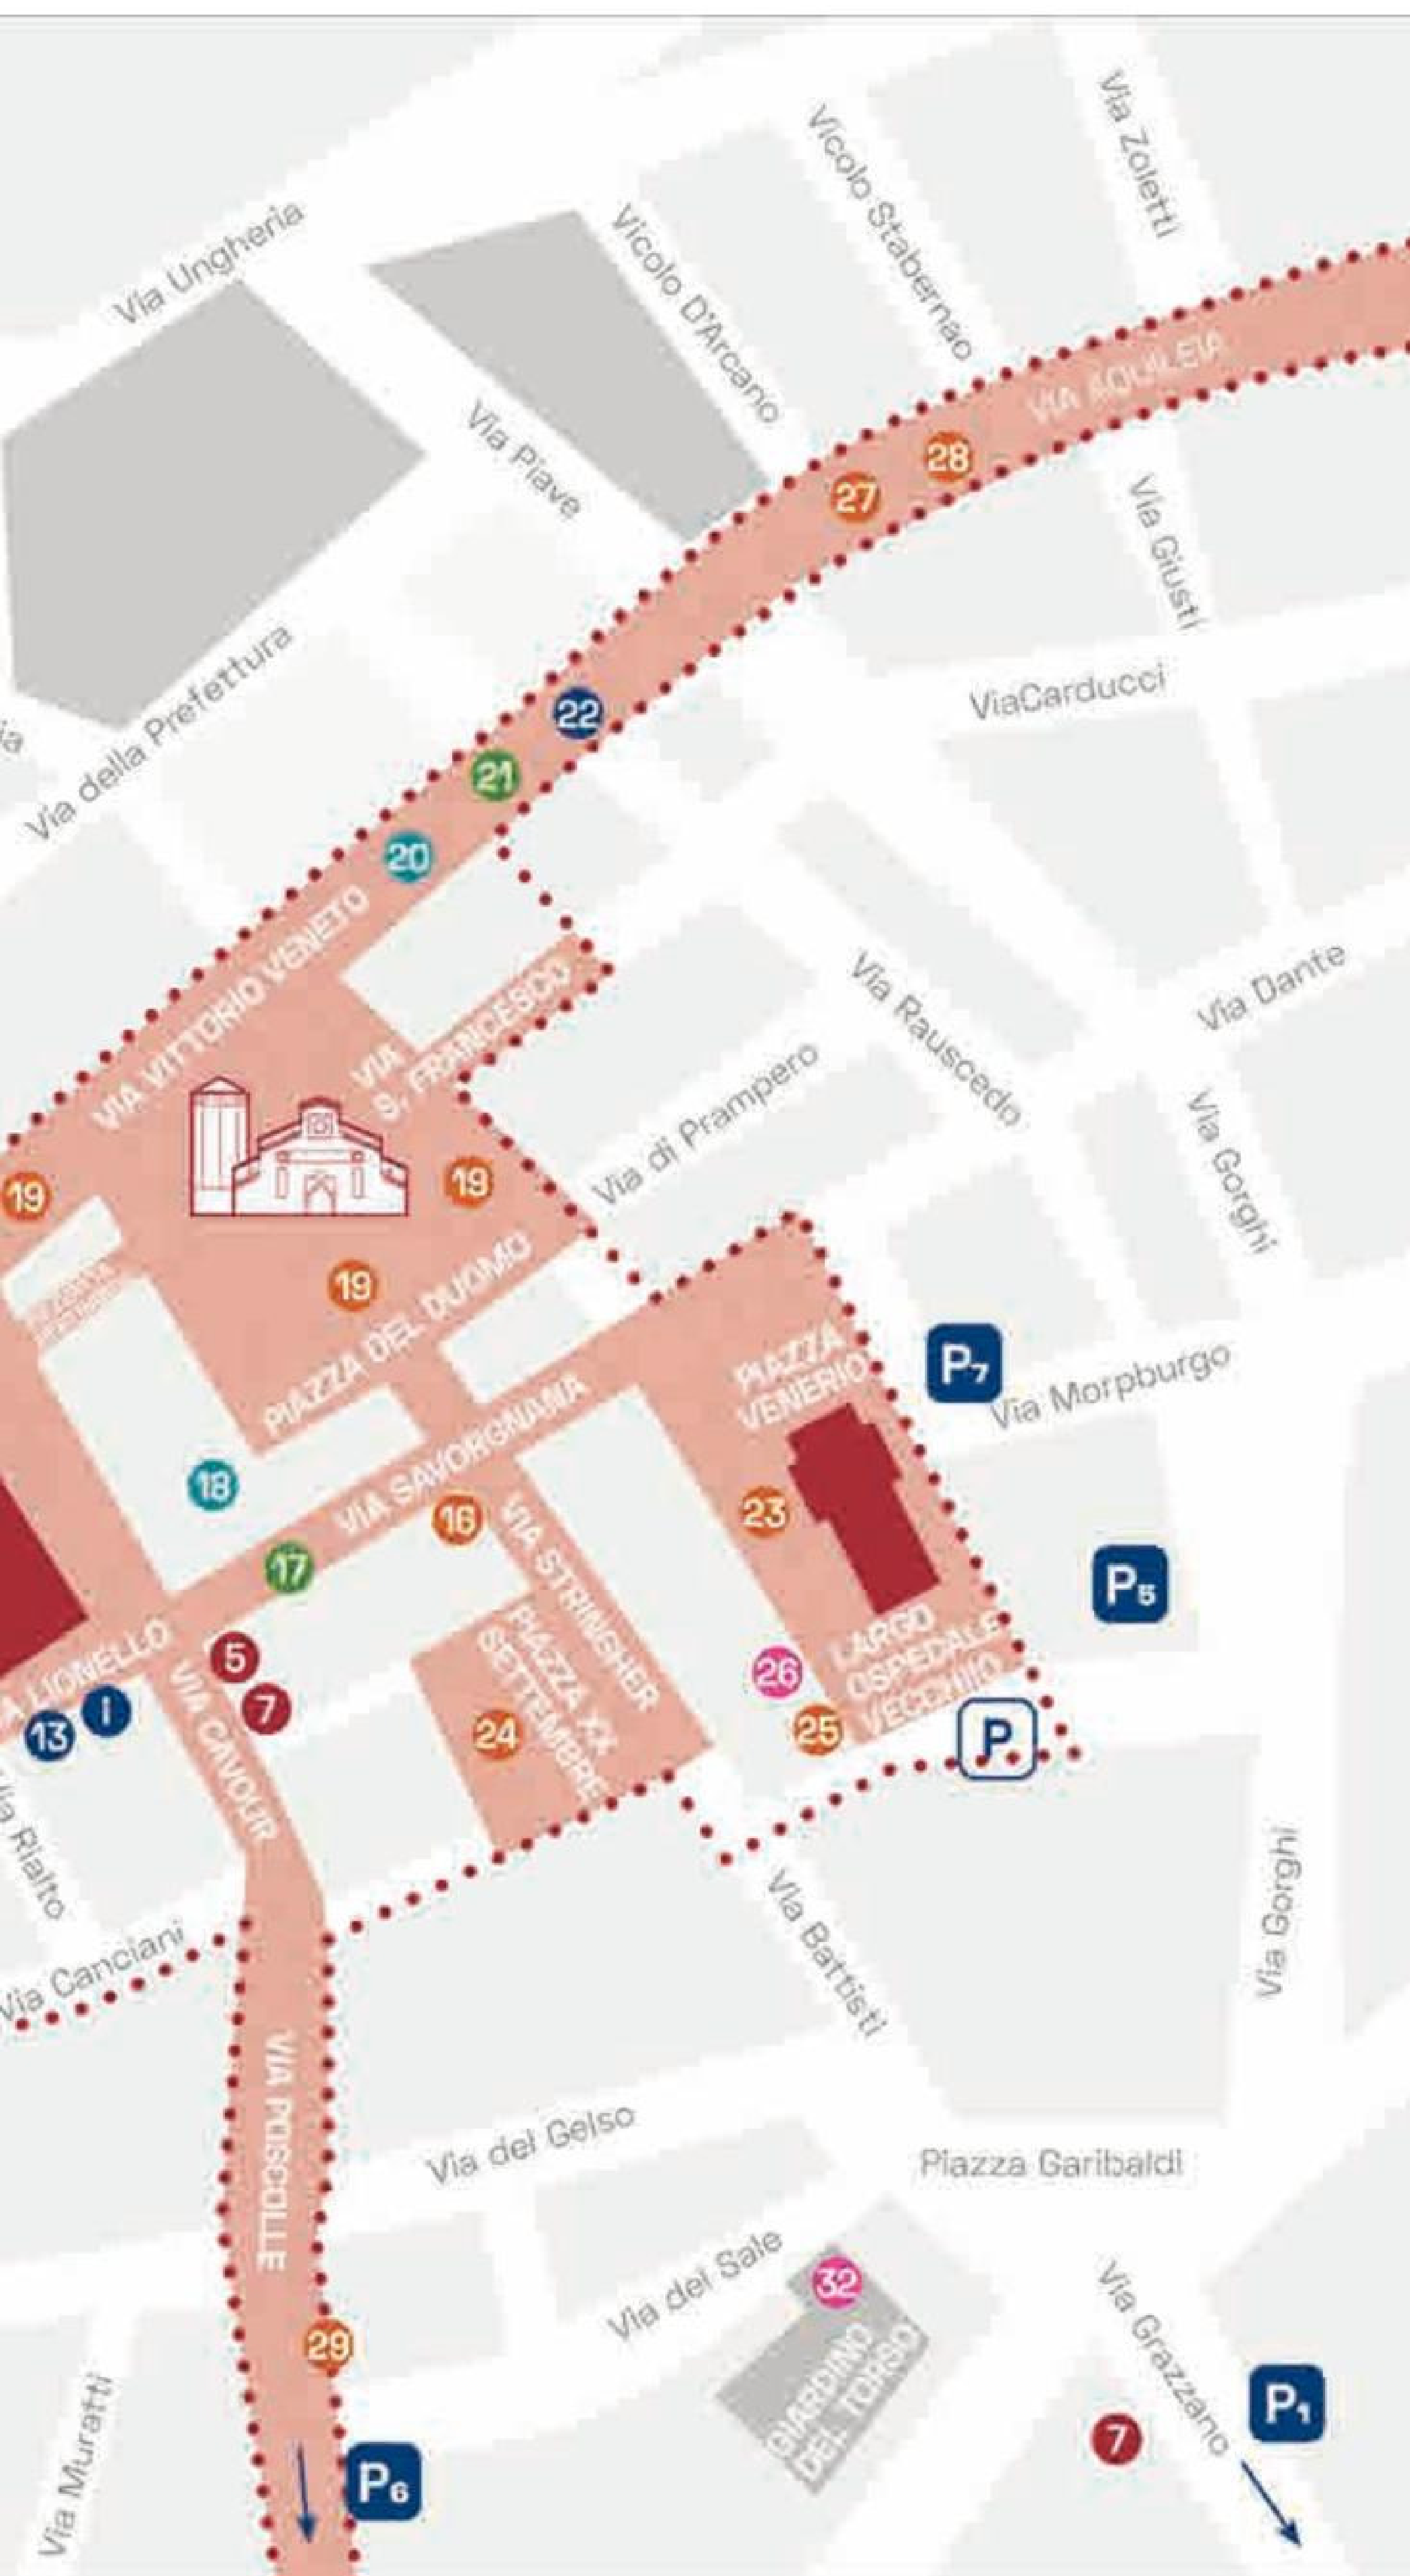 Via Zoletti
Vicolo Stabernao
Via Ungheria
Vicolo D'Arcano
VIA AQUILEIA
Via Piave
28
27
Via Giusti
Via della Prefettura
ViaCarducci
22
21
20
VIA VITTORIO VENETO
Via Rauscedo
Via Dante
VIA
S. FRANCESCO
Via di Prampero
Via Gorghi
19
19
19
PIAZZA DEL DUOMO
PIAZZA
VENERIO
P7
Via Morpburgo
VIA SAVORGNANA
18
16
23
17
VIA STRINGHER
P5
PIAZZA XX
SETTEMBRE
LIONELLO
5
7
i
13
VIA CAVOUR
24
26
25
LARGO
OSPEDALE
VECCHIO
P
Via Rialto
Via Canciani
Via Battisti
Via Gorghi
VIA POSCOLLE
Via del Gelso
Piazza Garibaldi
Via del Sale
32
GIARDINO
DEL TORSO
Via Grazzano
29
P1
7
Via Muratti
P6